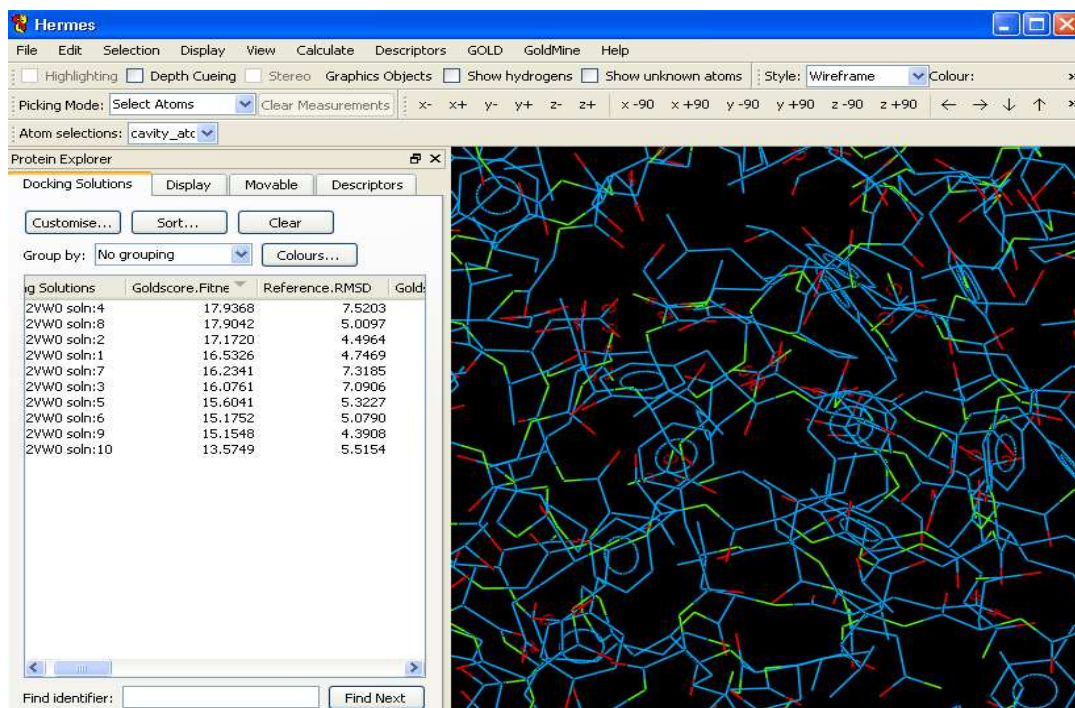 Hermes
File Edit Selection Display View Calculate Descriptors GOLD GoldMine Help
Highlighting Depth Cueing Stereo Graphics Objects Show hydrogens Show unknown atoms Style: Wireframe Colour: »
Picking Mode: Select Atoms Clear Measurements x- x+ y- y+ z- z+ x -90 x +90 y -90 y +90 z -90 z +90 ← → ↓ ↑ »
Atom selections: cavity_atc
Protein Explorer
Docking Solutions Display Movable Descriptors
Customise... Sort... Clear
Group by: No grouping Colours...
ig Solutions Goldscore.Fitne Reference.RMSD Golds
2VW0 soln:4 17.9368 7.5203
2VW0 soln:8 17.9042 5.0097
2VW0 soln:2 17.1720 4.4964
2VW0 soln:1 16.5326 4.7469
2VW0 soln:7 16.2341 7.3185
2VW0 soln:3 16.0761 7.0906
2VW0 soln:5 15.6041 5.3227
2VW0 soln:6 15.1752 5.0790
2VW0 soln:9 15.1548 4.3908
2VW0 soln:10 13.5749 5.5154
Find identifier: Find Next